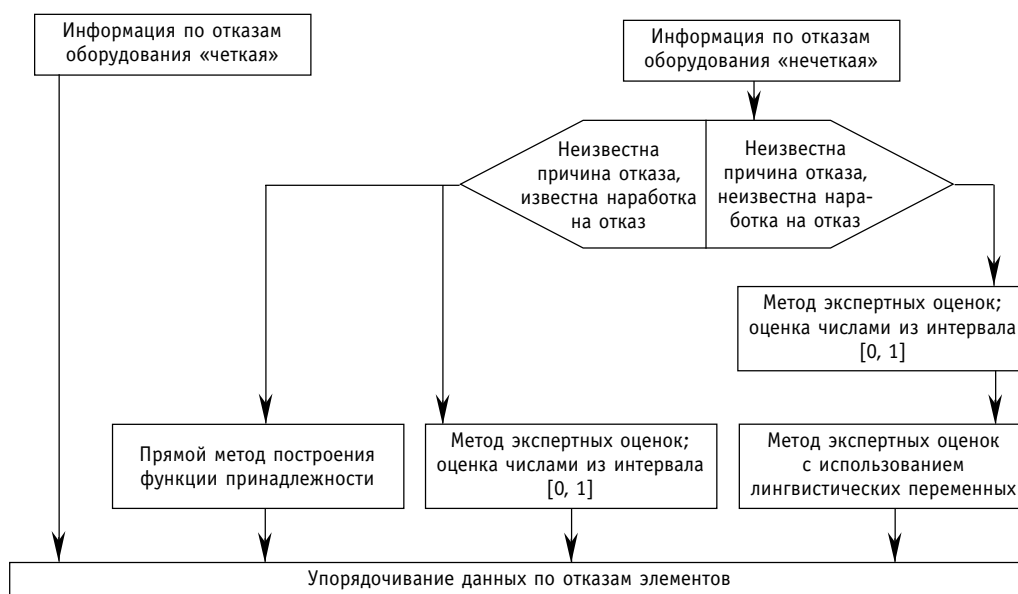 Информация по отказам
оборудования «четкая»
Информация по отказам
оборудования «нечеткая»
Неизвестна
причина отказа,
известна наработка
на отказ
Неизвестна
причина отказа,
неизвестна нара-
ботка на отказ
Метод экспертных оценок;
оценка числами из интервала
[0, 1]
Прямой метод построения
функции принадлежности
Метод экспертных оценок;
оценка числами из интервала
[0, 1]
Метод экспертных оценок
с использованием
лингвистических переменных
Упорядочивание данных по отказам элементов